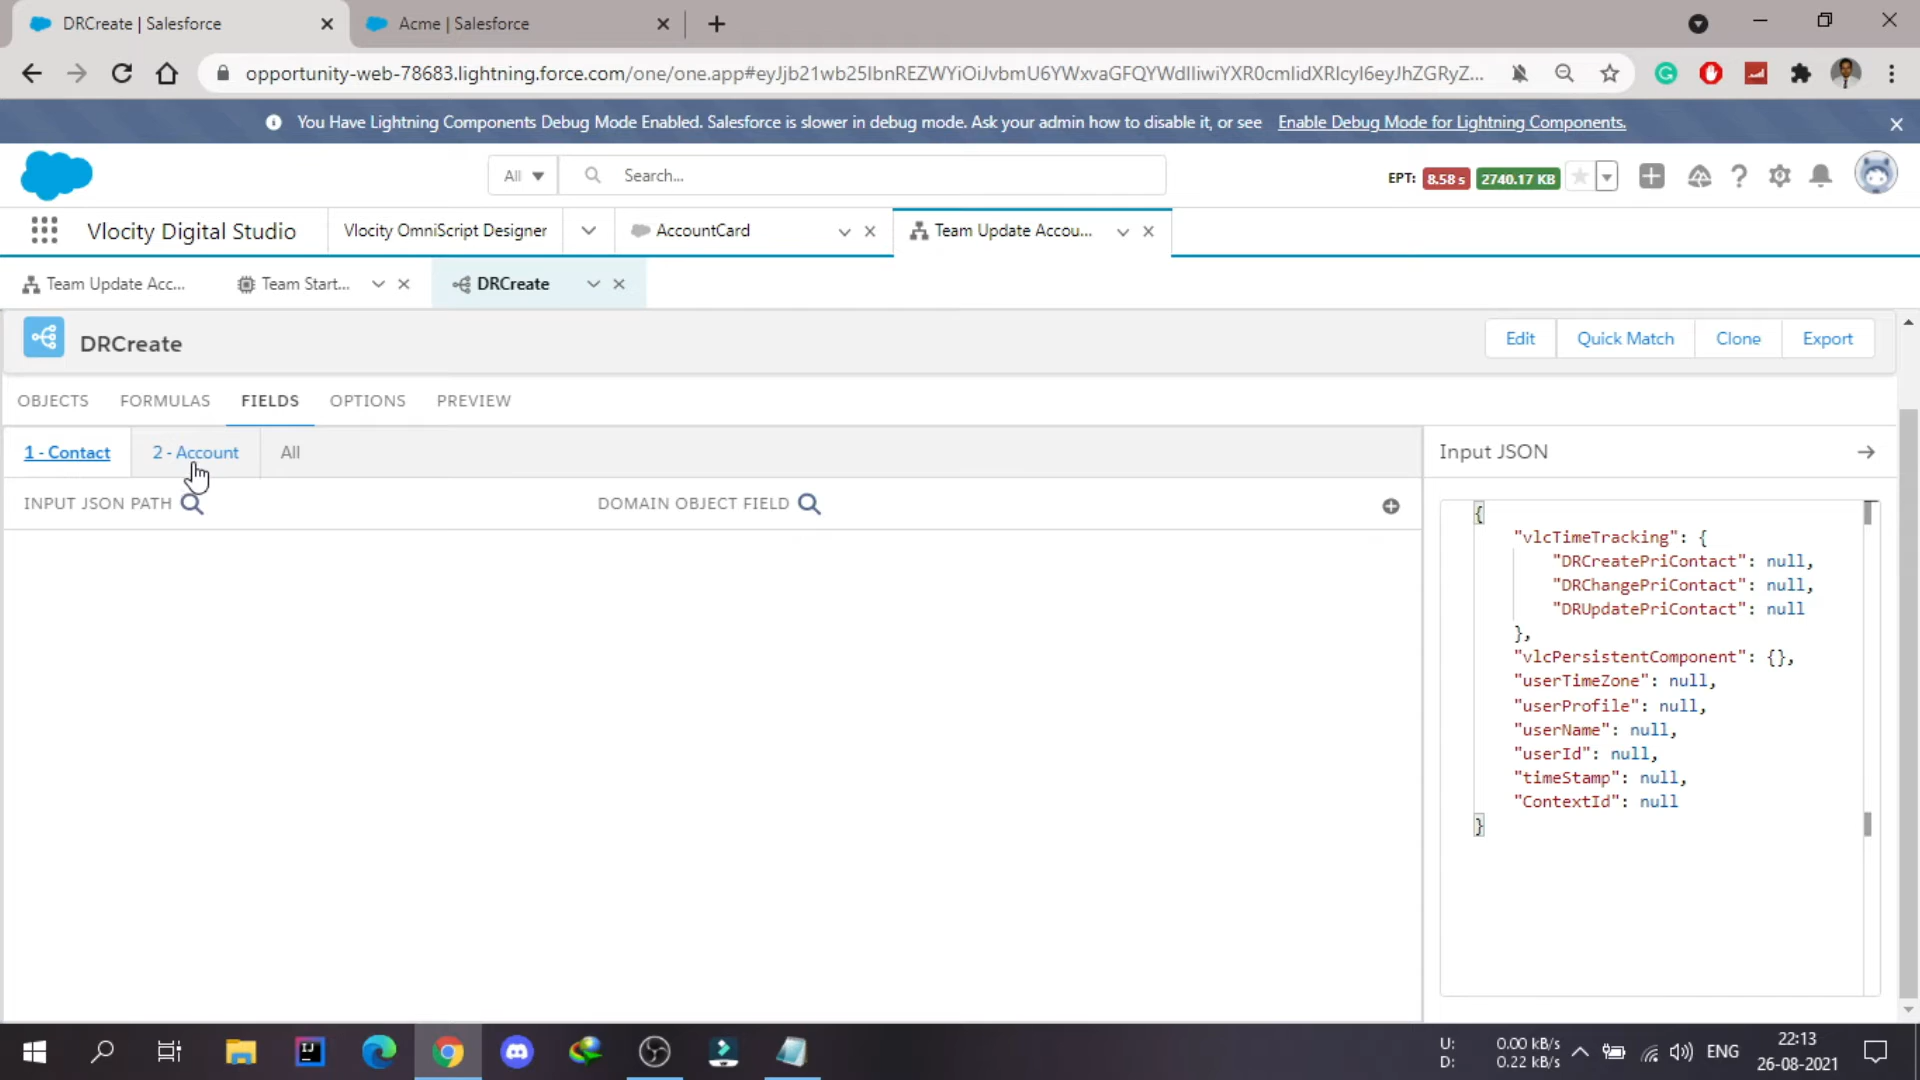 DRCreate | Salesforce
Acme | Salesforce
opportunity-web-78683.lightning.force.com/one/one.app#eyJjb21wb25lbnREZWYiOiJvbmU6YWxvaGFQYWdlIiwiYXR0cmlidXRlcyI6eyJhZGRyZ...
You Have Lightning Components Debug Mode Enabled. Salesforce is slower in debug mode. Ask your admin how to disable it, or see Enable Debug Mode for Lightning Components.
All
Search...
EPT: 8.58 s 2740.17 KB
Vlocity Digital Studio
Vlocity OmniScript Designer
AccountCard
Team Update Accou...
Team Update Acc...
Team Start...
DRCreate
DRCreate
Edit
Quick Match
Clone
Export
OBJECTS
FORMULAS
FIELDS
OPTIONS
PREVIEW
1 - Contact
2 - Account
All
INPUT JSON PATH
DOMAIN OBJECT FIELD
Input JSON
{
"vlcTimeTracking": {
"DRCreatePriContact": null,
"DRChangePriContact": null,
"DRUpdatePriContact": null
},
"vlcPersistentComponent": {},
"userTimeZone": null,
"userProfile": null,
"userName": null,
"userId": null,
"timeStamp": null,
"ContextId": null
}
U: 0.00 kB/s
D: 0.22 kB/s
ENG
22:13
26-08-2021